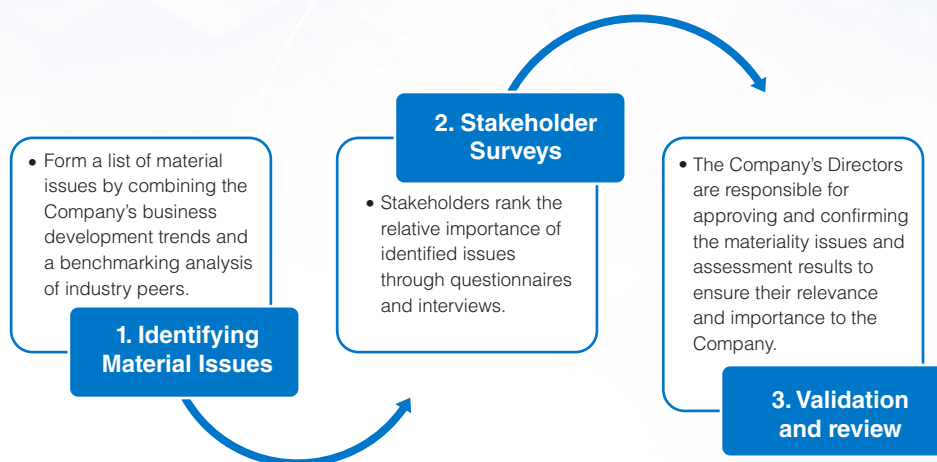 • Form a list of material
issues by combining the
Company's business
development trends and
a benchmarking analysis
of industry peers.
1. Identifying
Material Issues
2. Stakeholder
Surveys
• Stakeholders rank the
relative importance of
identified issues
through questionnaires
and interviews.
• The Company's Directors
are responsible for
approving and confirming
the materiality issues and
assessment results to
ensure their relevance
and importance to the
Company.
3. Validation
and review